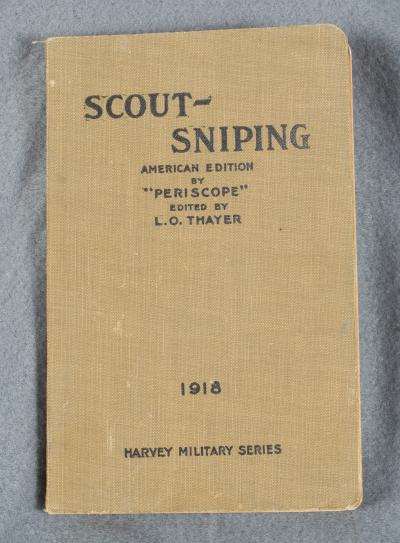 SCOUT-
SNIPING
AMERICAN EDITION
BY
"PERISCOPE"
EDITED BY
L.O. THAYER
1918
HARVEY MILITARY SERIES